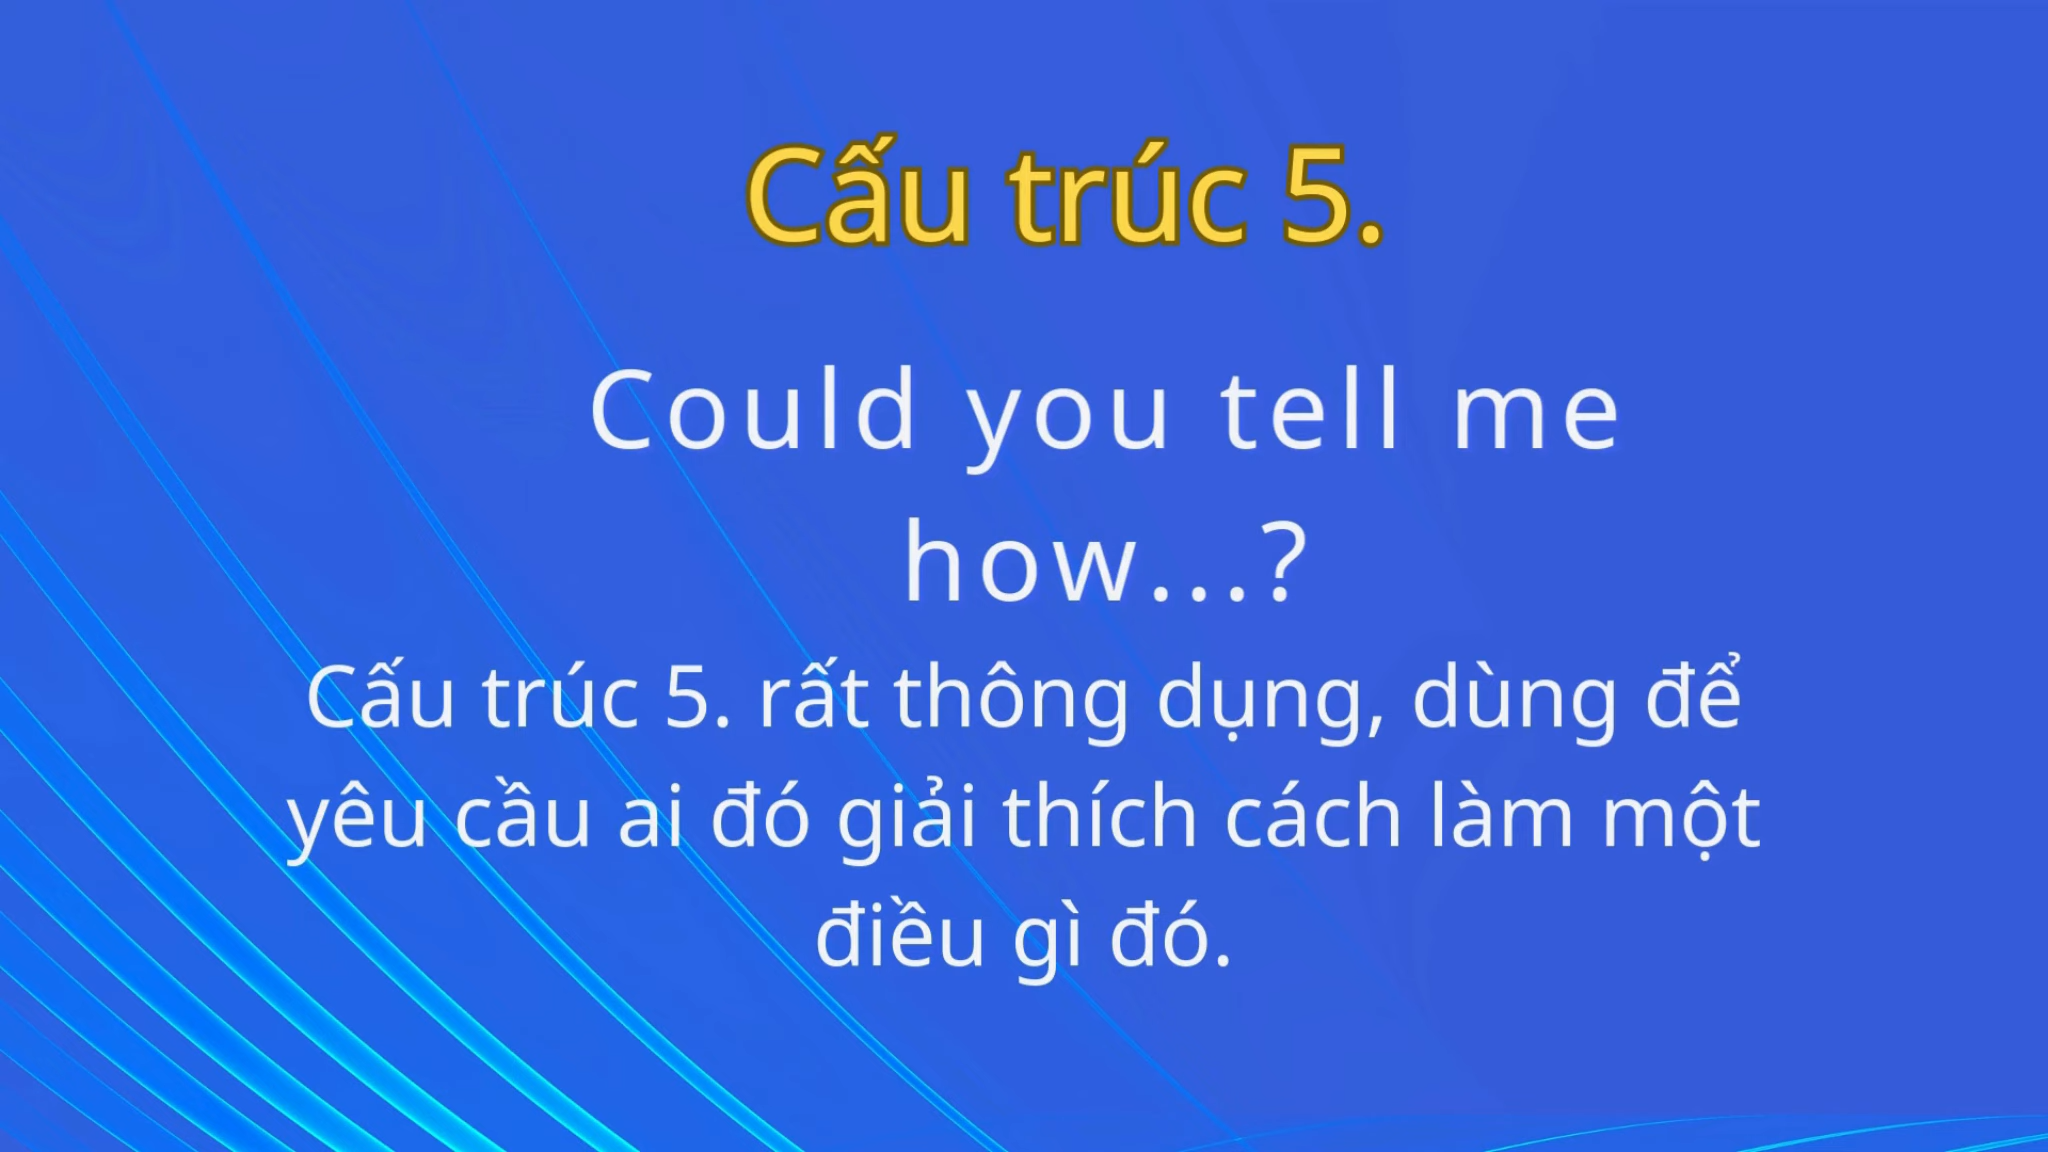 Cấu trúc 5.
Could you tell me
how...?
Cấu trúc 5. rất thông dụng, dùng để
yêu cầu ai đó giải thích cách làm một
điều gì đó.